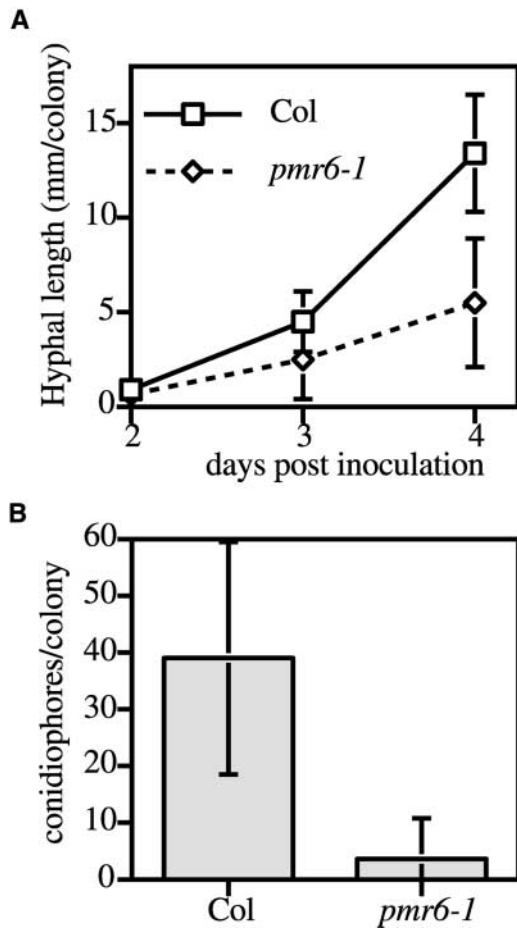 A
Hyphal length (mm/colony)
15
10
5
0
Col
pmr6-1
2 3 4
days post inoculation
B
conidiophores/colony
60
50
40
30
20
10
0
Col pmr6-1